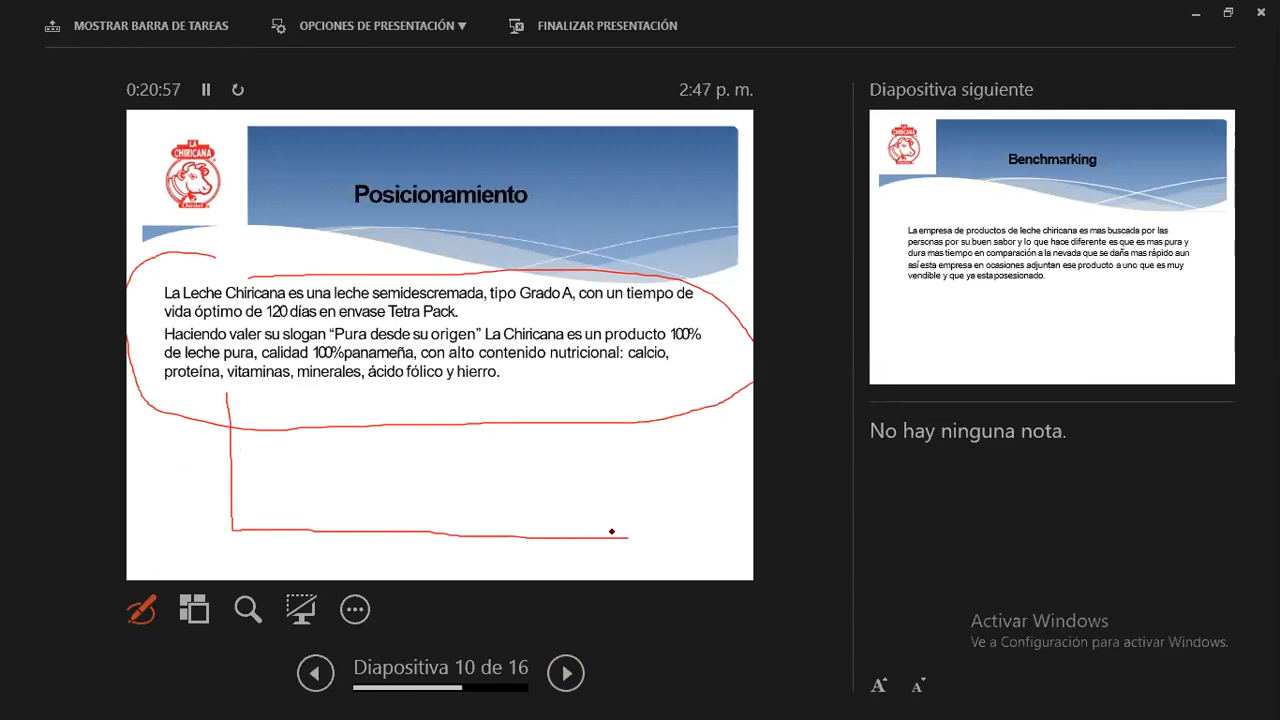 MOSTRAR BARRA DE TAREAS
OPCIONES DE PRESENTACIÓN ▼
FINALIZAR PRESENTACIÓN
0:20:57
2:47 p. m.
LA
CHIRICANA
Posicionamiento
La Leche Chiricana es una leche semidescremada, tipo Grado A, con un tiempo de
vida óptimo de 120 días en envase Tetra Pack.
Haciendo valer su slogan “Pura desde su origen” La Chiricana es un producto 100%
de leche pura, calidad 100%panameña, con alto contenido nutricional: calcio,
proteína, vitaminas, minerales, ácido fólico y hierro.
Diapositiva 10 de 16
Diapositiva siguiente
LA
CHIRICANA
Benchmarking
La empresa de productos de leche chiricana es mas buscada por las
personas por su buen sabor y lo que hace diferente es que es mas pura y
dura mas tiempo en comparación a la nevada que se daña mas rápido aun
así esta empresa en ocasiones adjuntan ese producto a uno que es muy
vendible y que ya estaposesionado.
No hay ninguna nota.
Activar Windows
Ve a Configuración para activar Windows.
A A